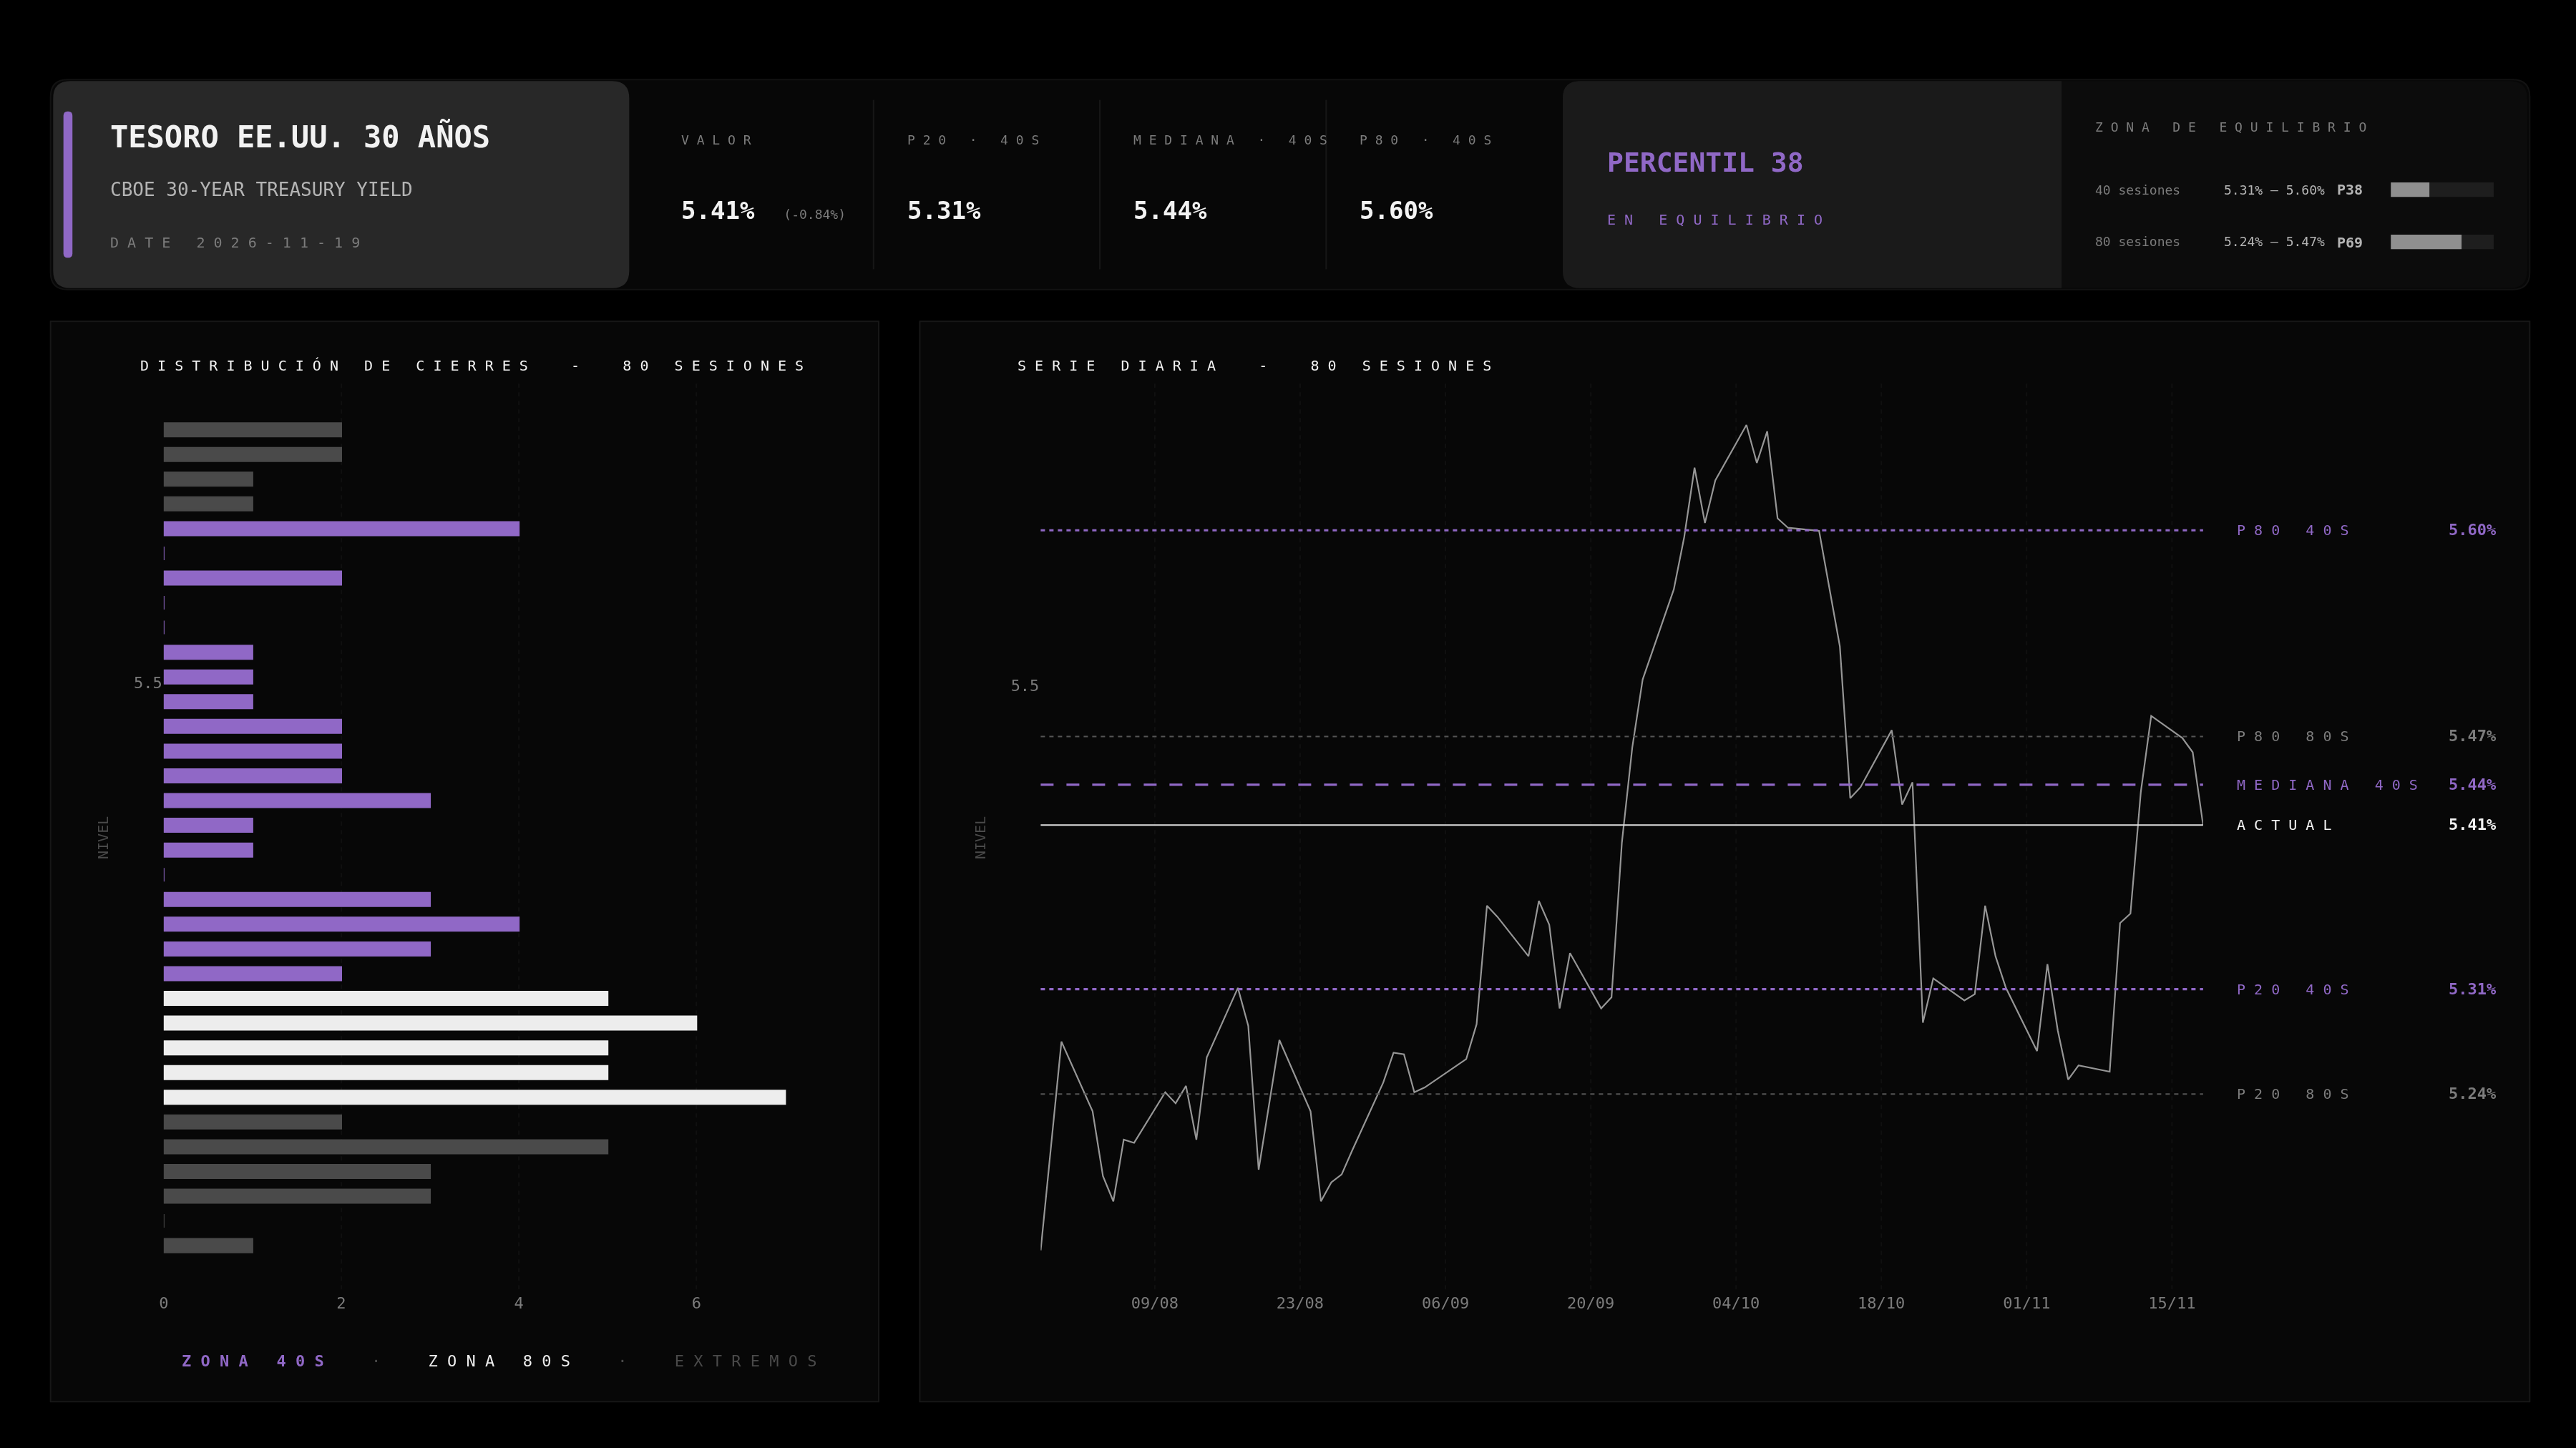 TESORO EE.UU. 30 AÑOS
CBOE 30-YEAR TREASURY YIELD
DATE 2026-11-19
VALOR
5.41% (-0.84%)
P20 · 40S
5.31%
MEDIANA · 40S
5.44%
P80 · 40S
5.60%
PERCENTIL 38
EN EQUILIBRIO
ZONA DE EQUILIBRIO
40 sesiones 5.31% — 5.60% P38
80 sesiones 5.24% — 5.47% P69
DISTRIBUCIÓN DE CIERRES - 80 SESIONES
5.5
NIVEL
0 2 4 6
ZONA 40S · ZONA 80S · EXTREMOS
SERIE DIARIA - 80 SESIONES
5.5
NIVEL
P80 40S 5.60%
P80 80S 5.47%
MEDIANA 40S 5.44%
ACTUAL 5.41%
P20 40S 5.31%
P20 80S 5.24%
09/08 23/08 06/09 20/09 04/10 18/10 01/11 15/11